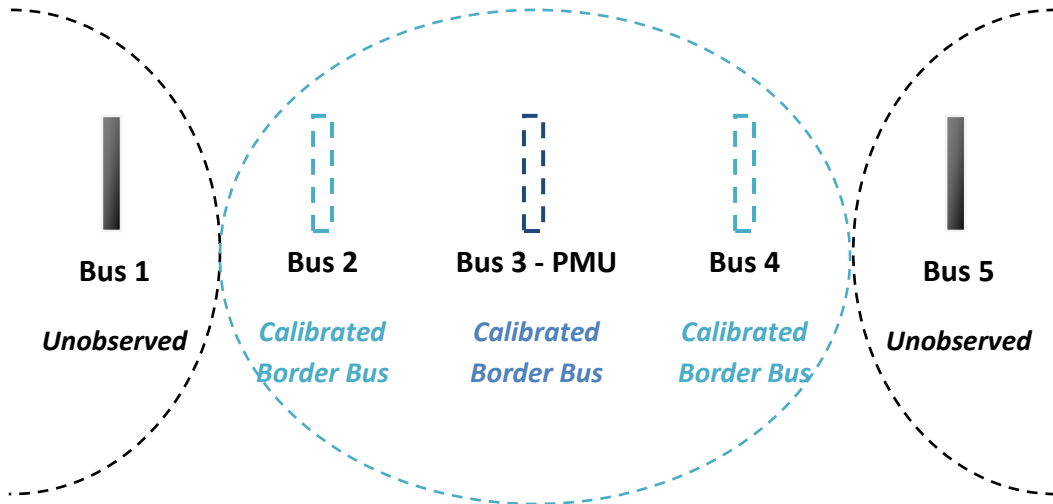 Bus 1
Bus 2
Bus 3 - PMU
Bus 4
Bus 5
Unobserved
Calibrated
Border Bus
Calibrated
Border Bus
Calibrated
Border Bus
Unobserved